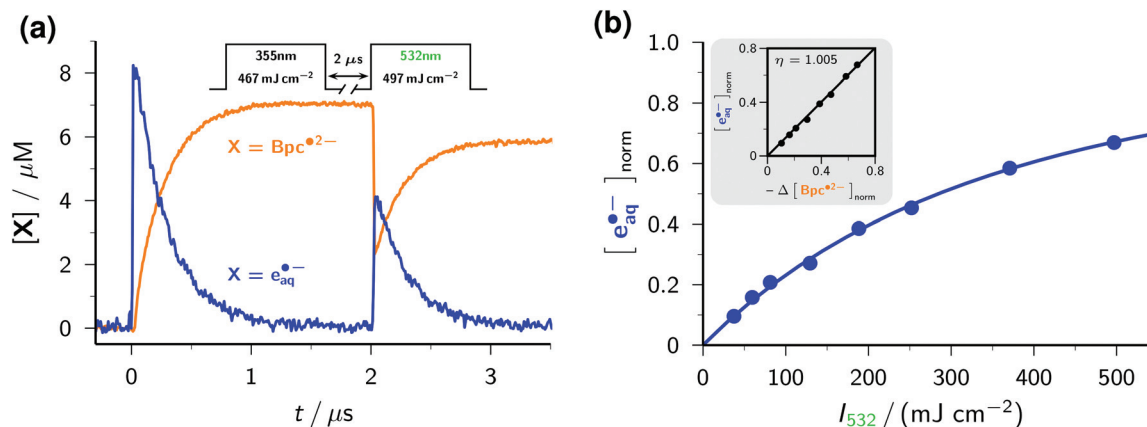 (a)
355nm
467 mJ cm⁻²
2 μs
532nm
497 mJ cm⁻²
8
6
4
2
0
[X] / μM
X = Bpc•2−
X = e•−aq
0
1
2
3
t / μs
(b)
1.0
0.8
0.6
0.4
0.2
0.0
[e•−aq]norm
0.8
0.4
0
[e•−aq]norm
η = 1.005
0
0.4
0.8
− Δ [Bpc•2−]norm
0
100
200
300
400
500
I532 / (mJ cm⁻²)